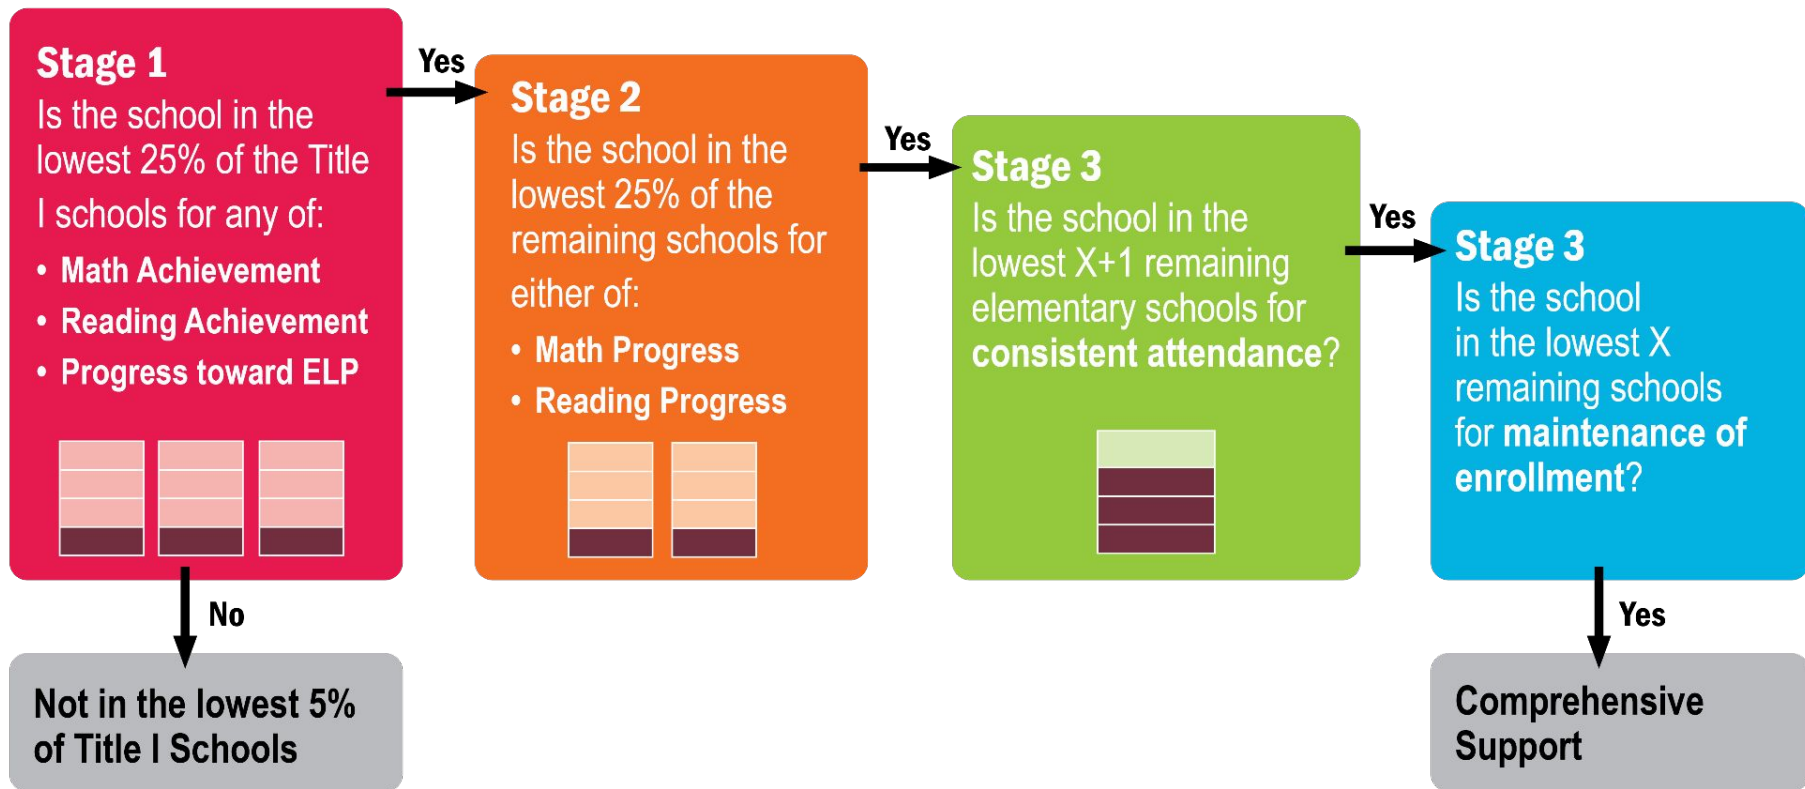 Stage 1
Is the school in the
lowest 25% of the Title
I schools for any of:
• Math Achievement
• Reading Achievement
• Progress toward ELP
No
Not in the lowest 5%
of Title I Schools
Yes
Stage 2
Is the school in the
lowest 25% of the
remaining schools for
either of:
• Math Progress
• Reading Progress
Yes
Stage 3
Is the school in the
lowest X+1 remaining
elementary schools for
consistent attendance?
Yes
Stage 3
Is the school
in the lowest X
remaining schools
for maintenance of
enrollment?
Yes
Comprehensive
Support